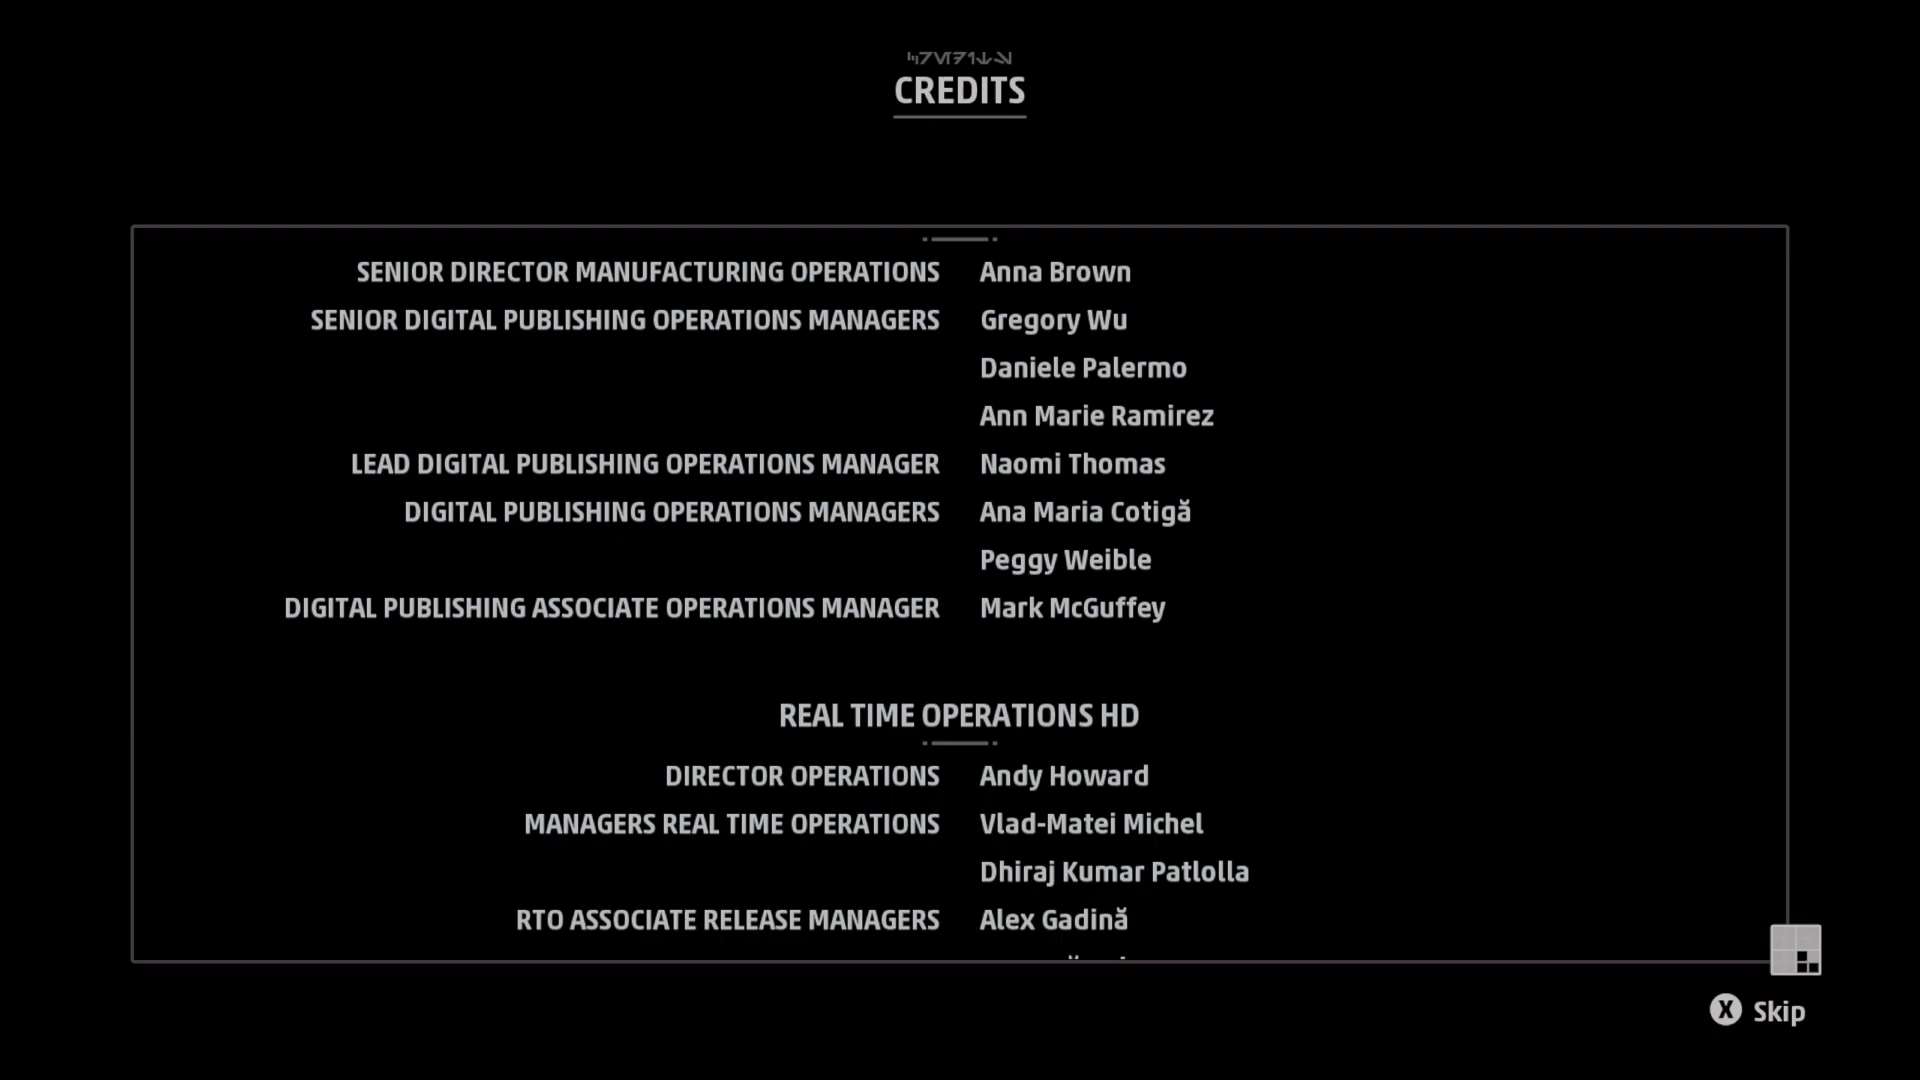 CREDITS
SENIOR DIRECTOR MANUFACTURING OPERATIONS Anna Brown
SENIOR DIGITAL PUBLISHING OPERATIONS MANAGERS Gregory Wu
Daniele Palermo
Ann Marie Ramirez
LEAD DIGITAL PUBLISHING OPERATIONS MANAGER Naomi Thomas
DIGITAL PUBLISHING OPERATIONS MANAGERS Ana Maria Cotigă
Peggy Weible
DIGITAL PUBLISHING ASSOCIATE OPERATIONS MANAGER Mark McGuffey
REAL TIME OPERATIONS HD
DIRECTOR OPERATIONS Andy Howard
MANAGERS REAL TIME OPERATIONS Vlad-Matei Michel
Dhiraj Kumar Patlolla
RTO ASSOCIATE RELEASE MANAGERS Alex Gadină
X Skip